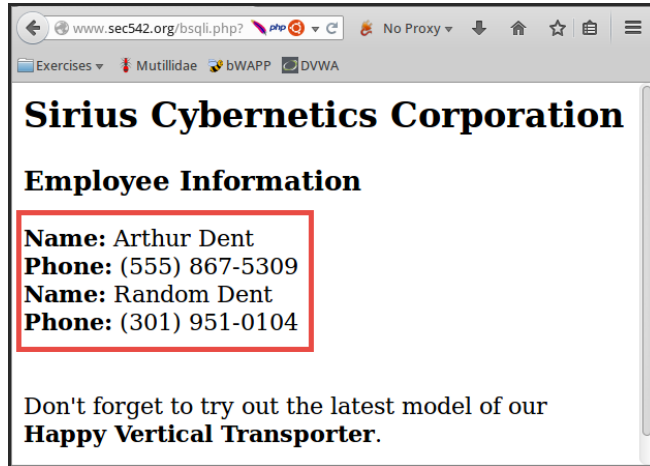 www.sec542.org/bsqli.php?
php
No Proxy
Exercises
Mutillidae
bWAPP
DVWA
Sirius Cybernetics Corporation
Employee Information
Name: Arthur Dent
Phone: (555) 867-5309
Name: Random Dent
Phone: (301) 951-0104
Don't forget to try out the latest model of our
Happy Vertical Transporter.